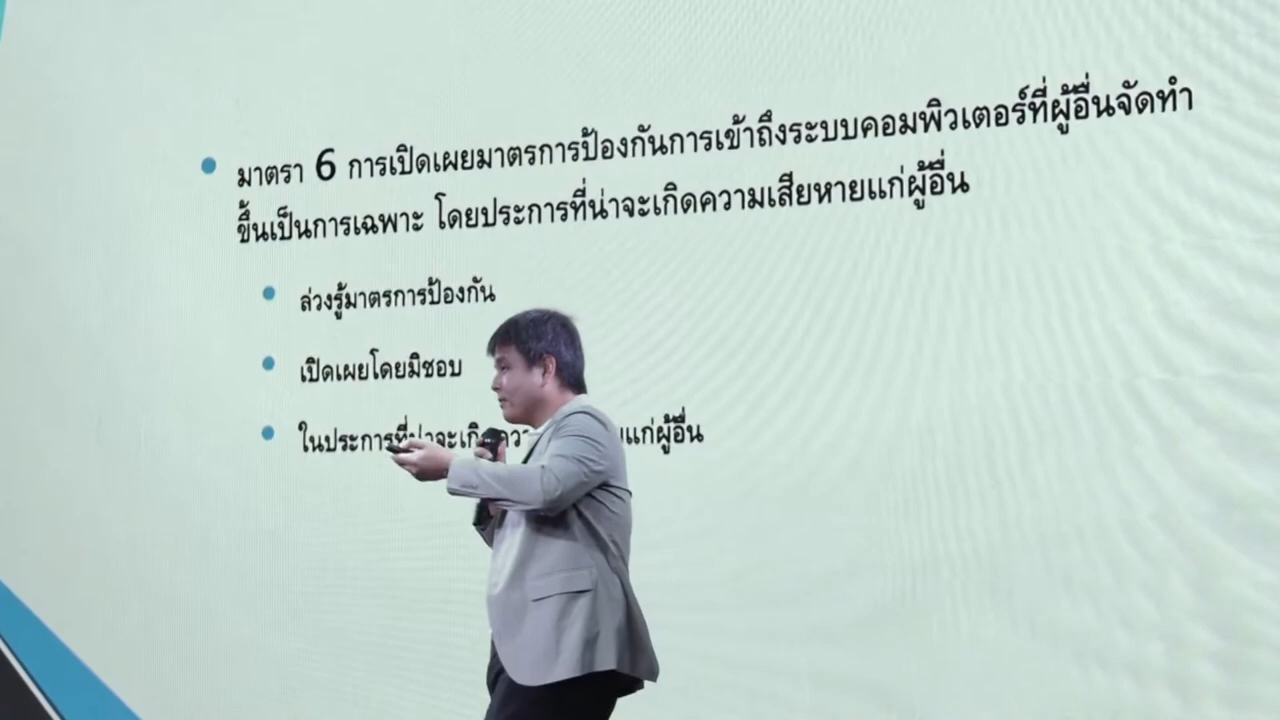 มาตรา 6 การเปิดเผยมาตรการป้องกันการเข้าถึงระบบคอมพิวเตอร์ที่ผู้อื่นจัดทำ
ขึ้นเป็นการเฉพาะ โดยประการที่น่าจะเกิดความเสียหายแก่ผู้อื่น
ล่วงรู้มาตรการป้องกัน
เปิดเผยโดยมิชอบ
ในประการที่น่าจะเกิ แก่ผู้อื่น